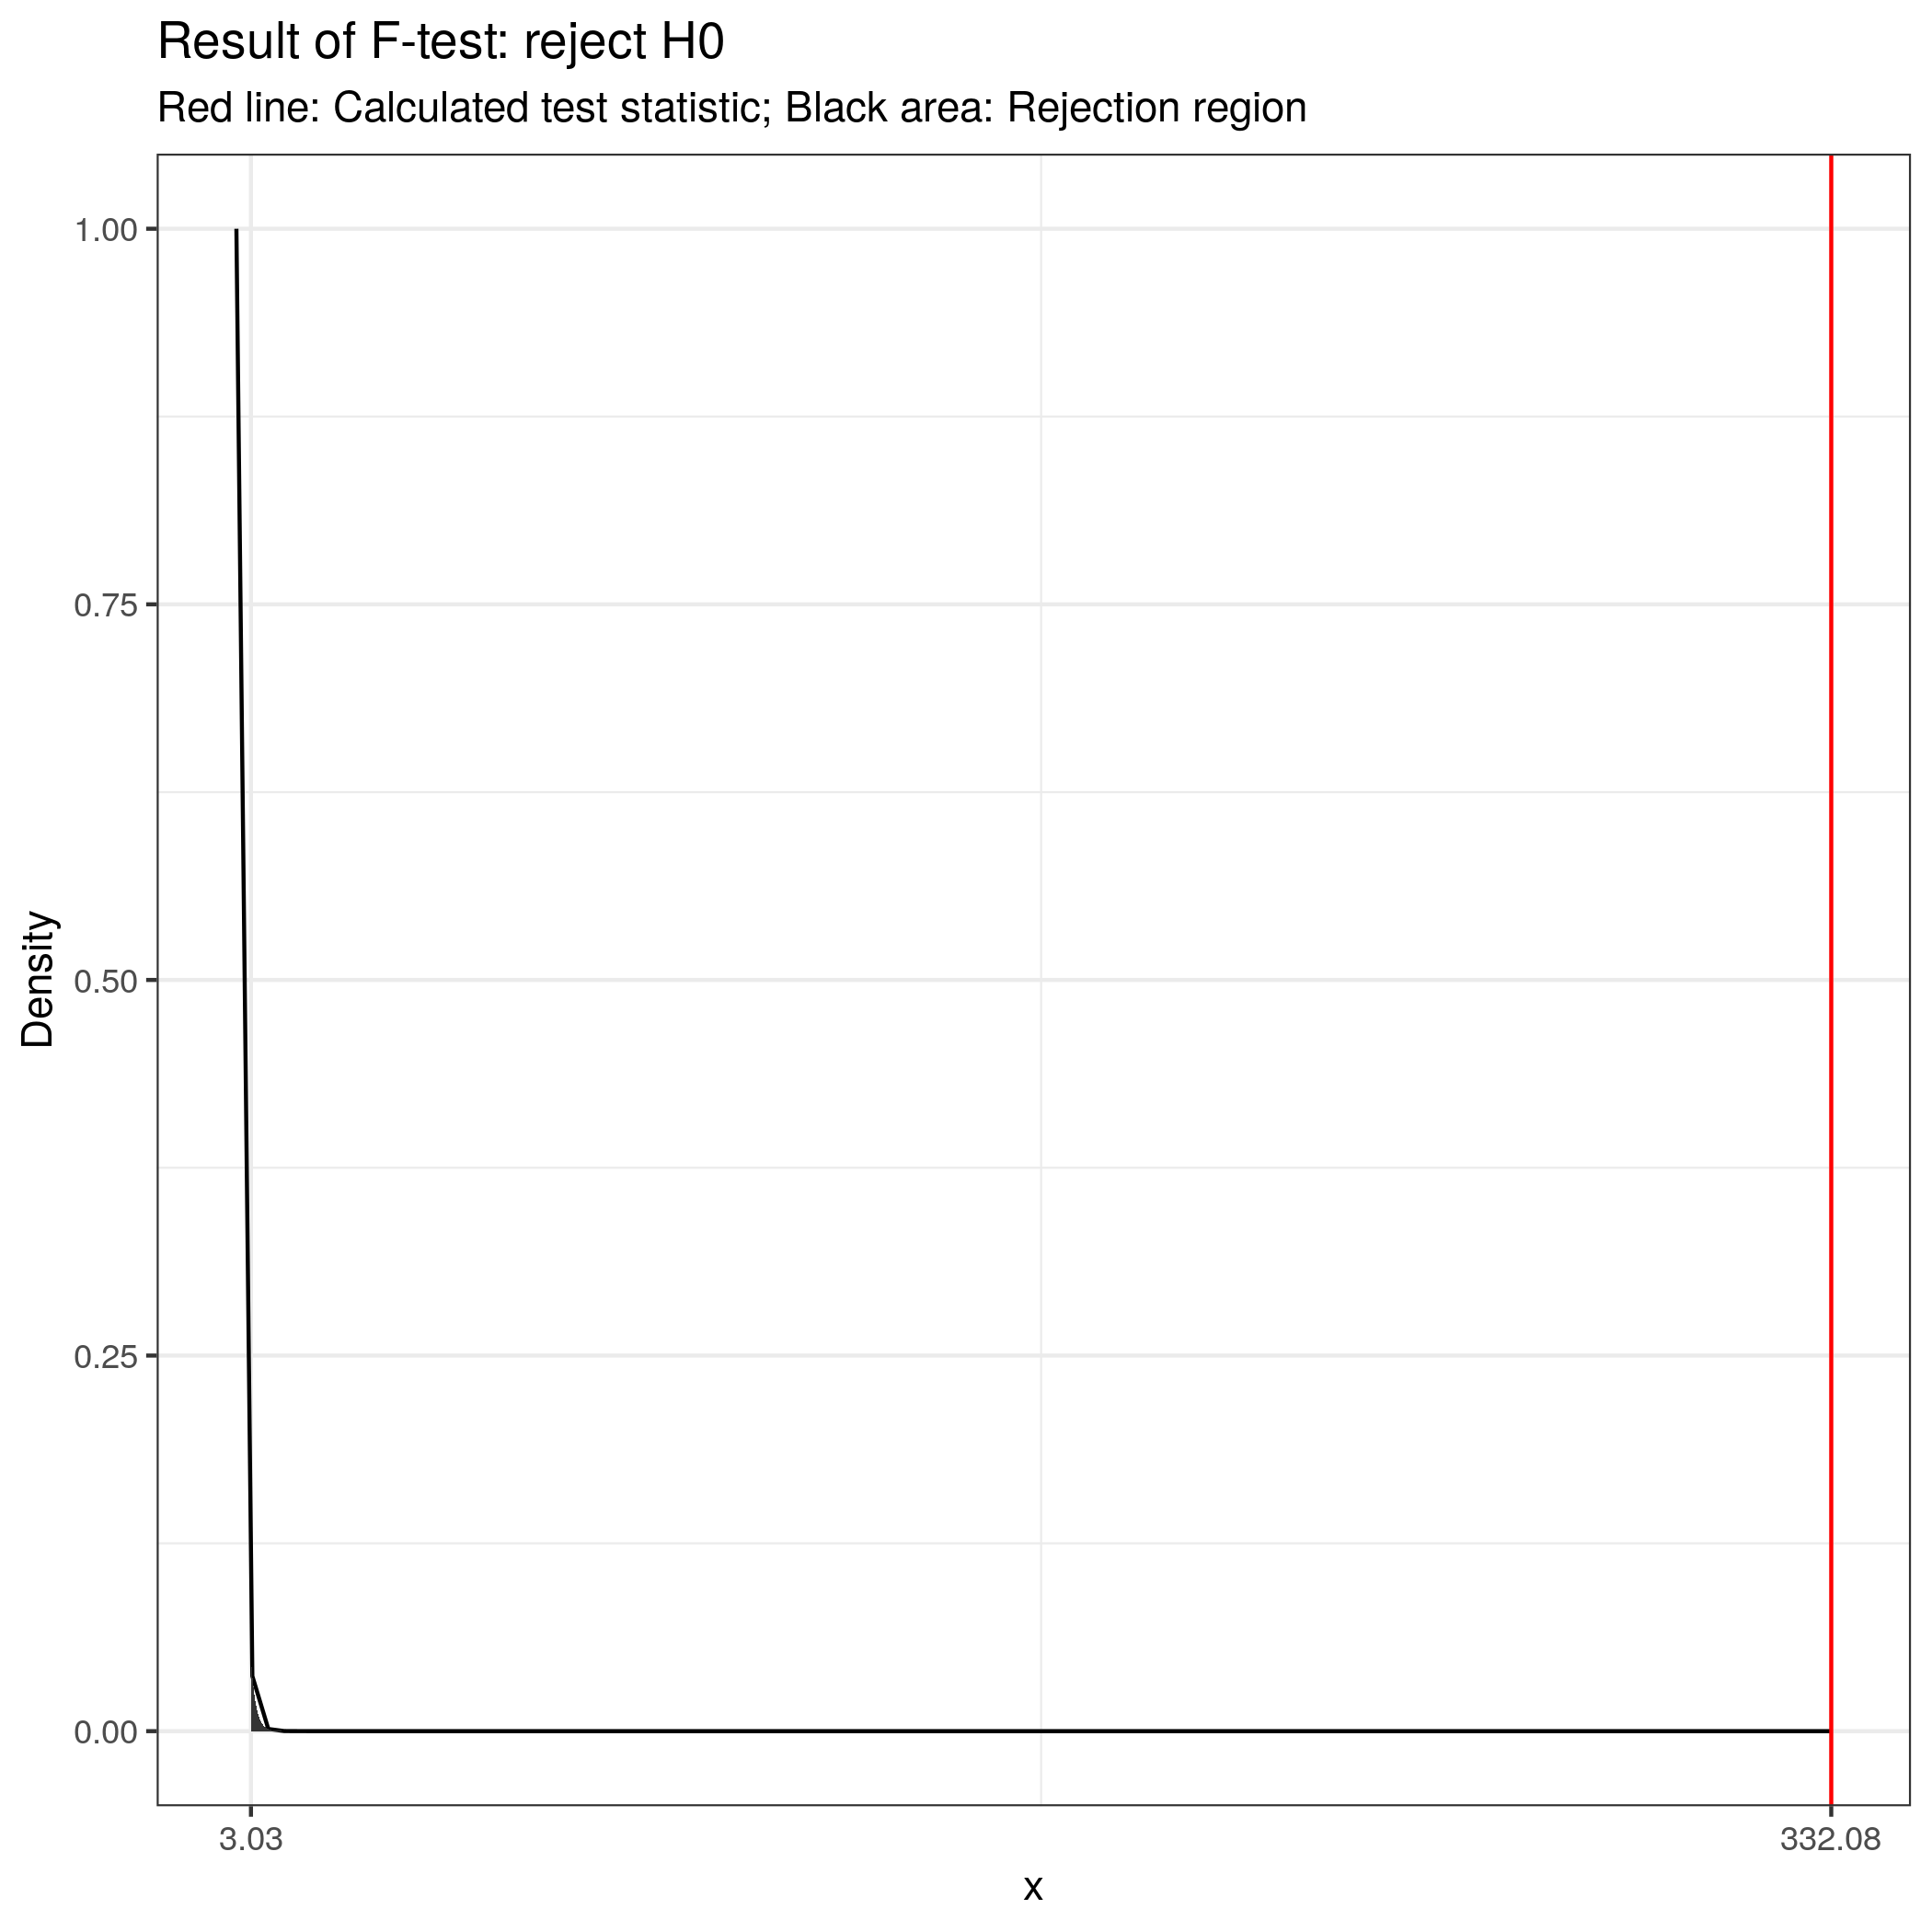 Result of F-test: reject H0
Red line: Calculated test statistic; Black area: Rejection region
1.00
0.75
0.50
0.25
0.00
Density
3.03
332.08
x